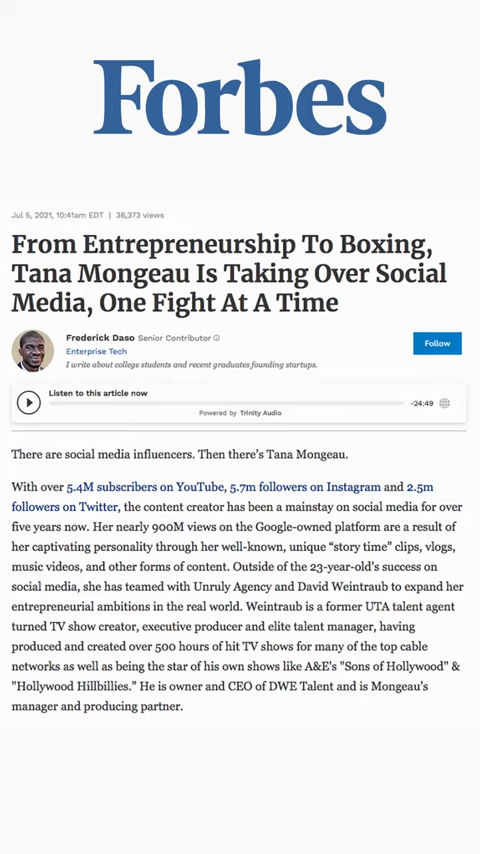 Forbes
Jul 5, 2021, 10:41am EDT | 36,373 views
From Entrepreneurship To Boxing,
Tana Mongeau Is Taking Over Social
Media, One Fight At A Time
Frederick Daso Senior Contributor
Enterprise Tech
I write about college students and recent graduates founding startups.
Follow
Listen to this article now
-24:49
Powered by Trinity Audio
There are social media influencers. Then there's Tana Mongeau.
With over 5.4M subscribers on YouTube, 5.7m followers on Instagram and 2.5m
followers on Twitter, the content creator has been a mainstay on social media for over
five years now. Her nearly 900M views on the Google-owned platform are a result of
her captivating personality through her well-known, unique “story time” clips, vlogs,
music videos, and other forms of content. Outside of the 23-year-old's success on
social media, she has teamed with Unruly Agency and David Weintraub to expand her
entrepreneurial ambitions in the real world. Weintraub is a former UTA talent agent
turned TV show creator, executive producer and elite talent manager, having
produced and created over 500 hours of hit TV shows for many of the top cable
networks as well as being the star of his own shows like A&E's "Sons of Hollywood" &
"Hollywood Hillbillies.” He is owner and CEO of DWE Talent and is Mongeau's
manager and producing partner.